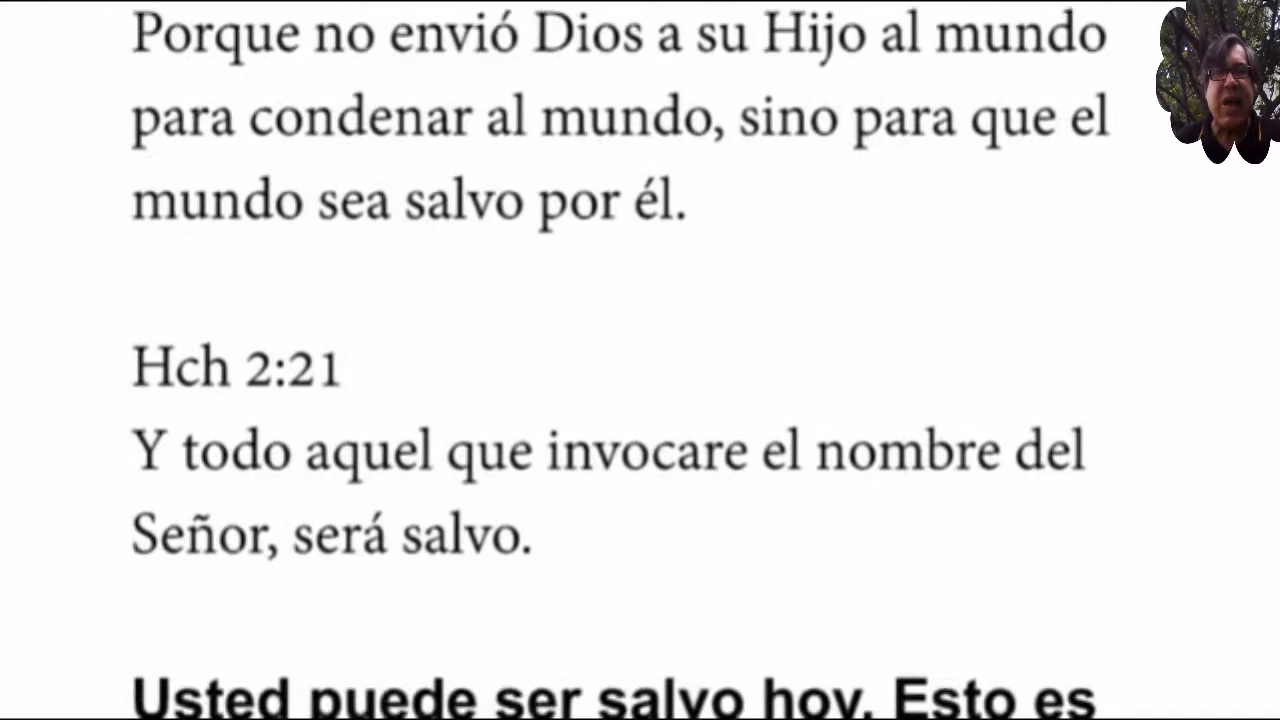 Porque no envió Dios a su Hijo al mundo
para condenar al mundo, sino para que el
mundo sea salvo por él.
Hch 2:21
Y todo aquel que invocare el nombre del
Señor, será salvo.
Usted puede ser salvo hoy. Esto es